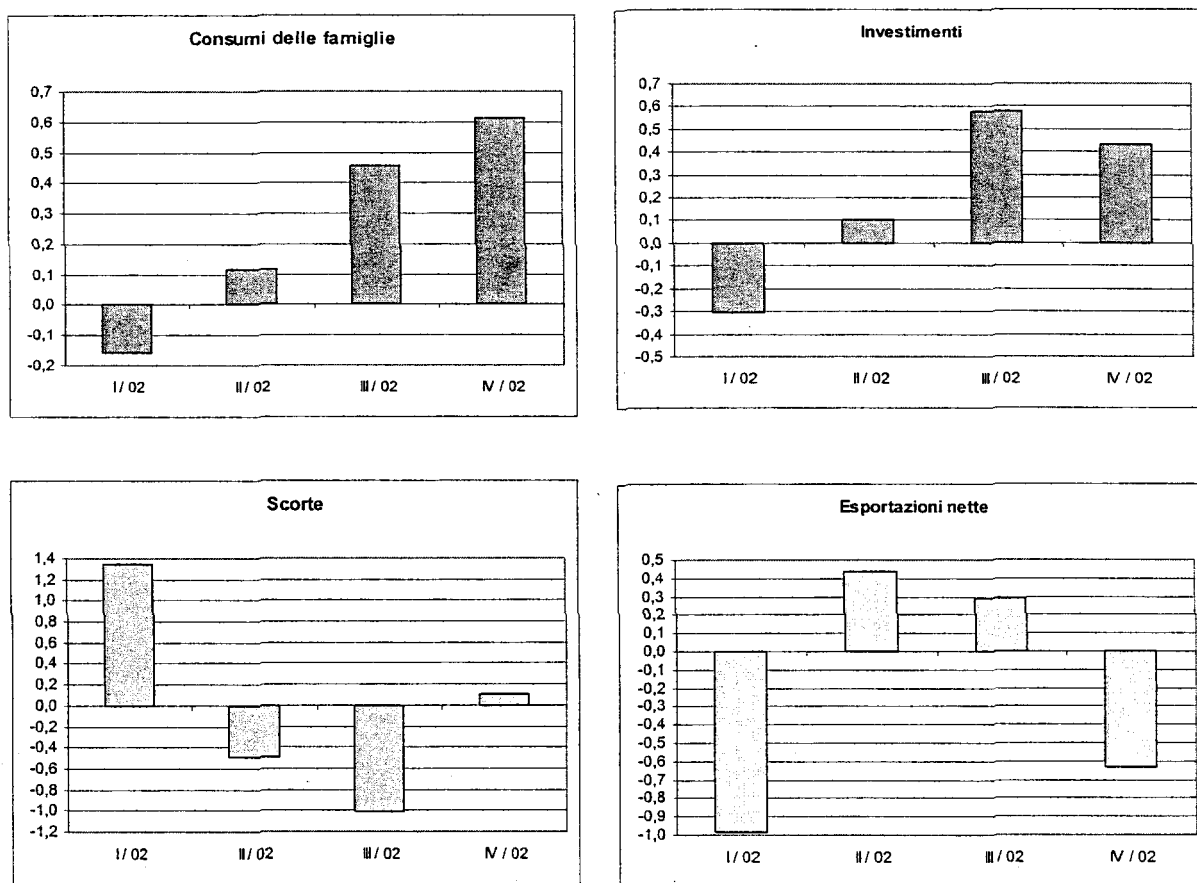 Consumi delle famiglie
0,7
0,6
0,5
0,4
0,3
0,2
0,1
0,0
-0,1
-0,2
I / 02
II / 02
III / 02
IV / 02
Investimenti
0,7
0,6
0,5
0,4
0,3
0,2
0,1
0,0
-0,1
-0,2
-0,3
-0,4
-0,5
I / 02
II / 02
III / 02
IV / 02
Scorte
1,4
1,2
1,0
0,8
0,6
0,4
0,2
0,0
-0,2
-0,4
-0,6
-0,8
-1,0
-1,2
I / 02
II / 02
III / 02
IV / 02
Esportazioni nette
0,5
0,4
0,3
0,2
0,1
0,0
-0,1
-0,2
-0,3
-0,4
-0,5
-0,6
-0,7
-0,8
-0,9
-1,0
I / 02
II / 02
III / 02
IV / 02